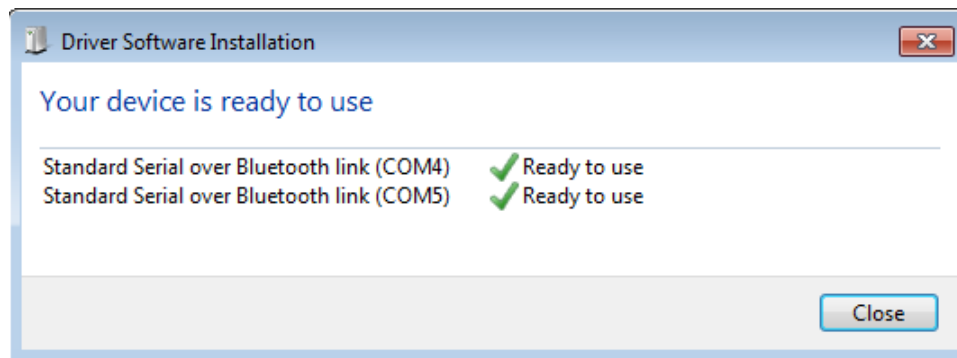 Driver Software Installation
Your device is ready to use
Standard Serial over Bluetooth link (COM4) Ready to use
Standard Serial over Bluetooth link (COM5) Ready to use
Close